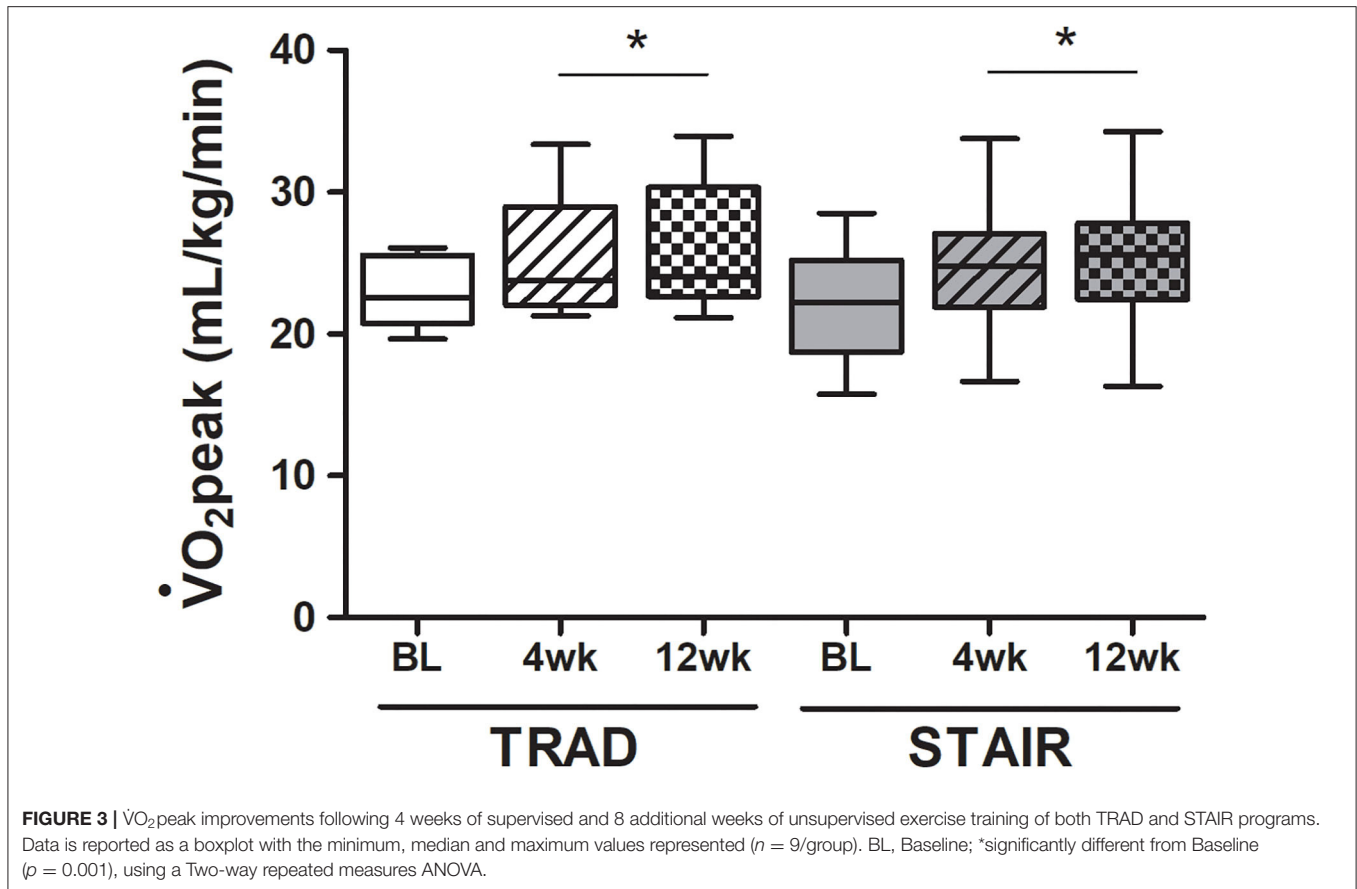 40
* *
30
20
10
0
V̇O₂peak (mL/kg/min)
BL 4wk 12wk BL 4wk 12wk
TRAD STAIR
FIGURE 3 | V̇O₂peak improvements following 4 weeks of supervised and 8 additional weeks of unsupervised exercise training of both TRAD and STAIR programs.
Data is reported as a boxplot with the minimum, median and maximum values represented (n = 9/group). BL, Baseline; *significantly different from Baseline
(p = 0.001), using a Two-way repeated measures ANOVA.